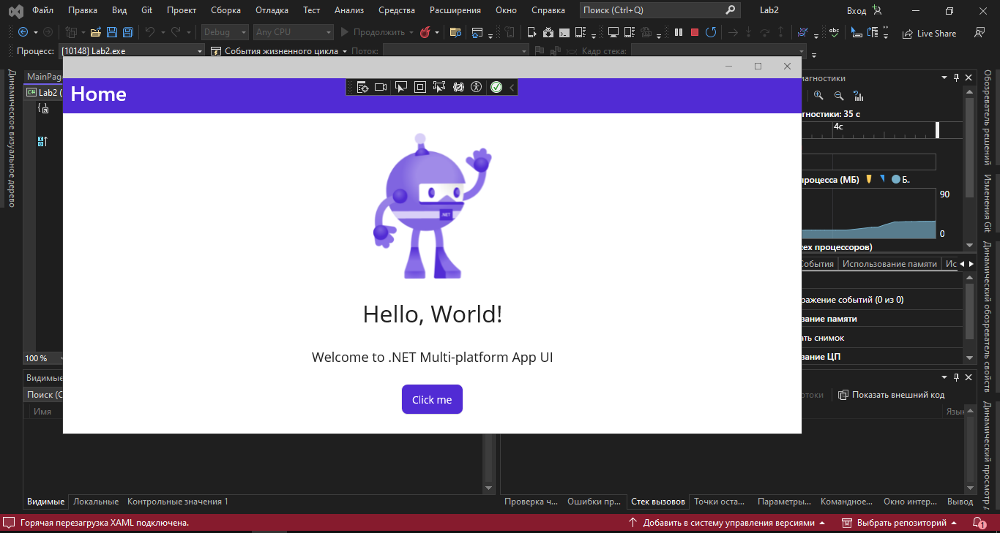 Файл Правка Вид Git Проект Сборка Отладка Тест Анализ Средства Расширения Окно Справка Поиск (Ctrl+Q) Lab2 Вход
Debug Any CPU Продолжить Live Share
Процесс: [10148] Lab2.exe События жизненного цикла Поток: Кадр стека:
Динамическое визуальное дерево
MainPag
Lab2 (
100 %
Home
.NET
Hello, World!
Welcome to .NET Multi-platform App UI
Click me
иагностики
гностики: 35 с
4с
процесса (МБ) Б..
90
0
сех процессоров)
События Использование памяти Ис
ражение событий (0 из 0)
вание памяти
ать снимок
вание ЦП
Обозреватель решений
Изменения Git
Динамический обозреватель свойств
Динамический просмотр д
Видимые
Поиск (C
Имя
отоки Показать внешний код
Язык
Видимые Локальные Контрольные значения 1
Проверка ч... Ошибки пр... Стек вызовов Точки оста... Параметры... Командное... Окно интер... Вывод
Горячая перезагрузка XAML подключена. Добавить в систему управления версиями Выбрать репозиторий 1